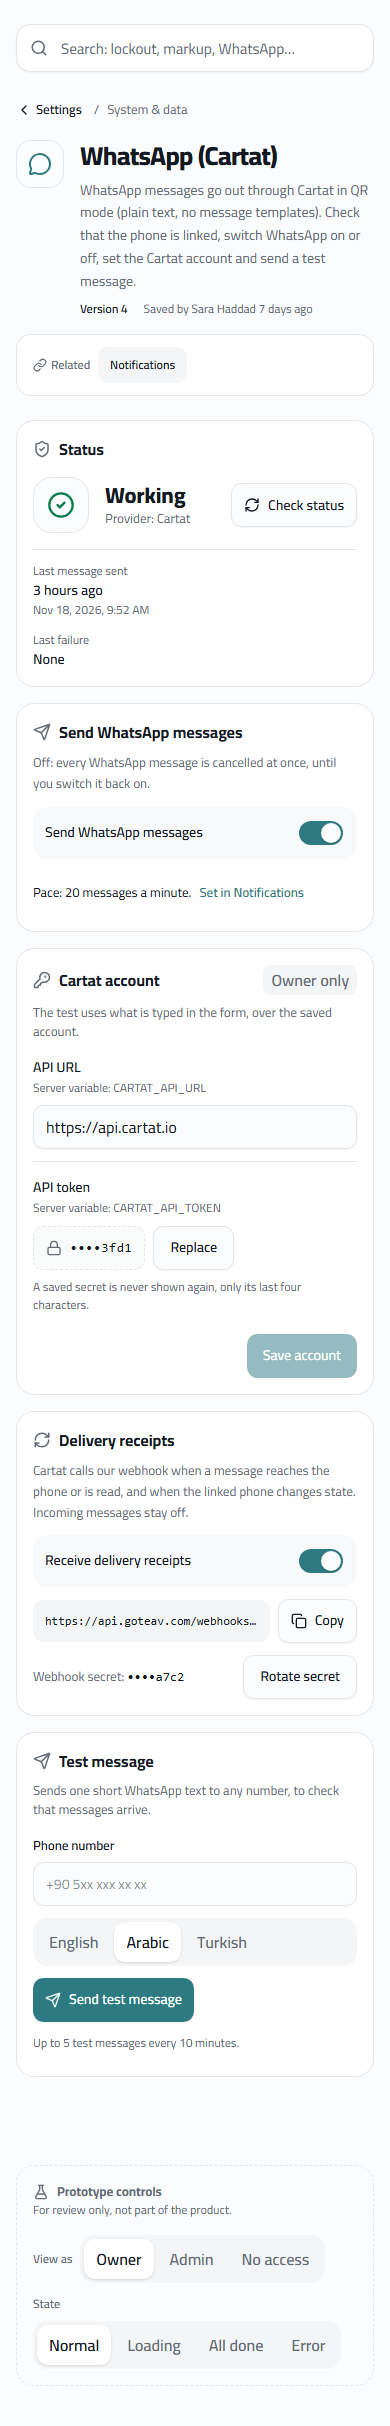 Search: lockout, markup, WhatsApp...
Settings / System & data
WhatsApp (Cartat)
WhatsApp messages go out through Cartat in QR
mode (plain text, no message templates). Check
that the phone is linked, switch WhatsApp on or
off, set the Cartat account and send a test
message.
Version 4 Saved by Sara Haddad 7 days ago
Related Notifications
Status
Working
Provider: Cartat
Check status
Last message sent
3 hours ago
Nov 18, 2026, 9:52 AM
Last failure
None
Send WhatsApp messages
Off: every WhatsApp message is cancelled at once, until
you switch it back on.
Send WhatsApp messages
Pace: 20 messages a minute. Set in Notifications
Cartat account Owner only
The test uses what is typed in the form, over the saved
account.
API URL
Server variable: CARTAT_API_URL
https://api.cartat.io
API token
Server variable: CARTAT_API_TOKEN
••••3fd1 Replace
A saved secret is never shown again, only its last four
characters.
Save account
Delivery receipts
Cartat calls our webhook when a message reaches the
phone or is read, and when the linked phone changes state.
Incoming messages stay off.
Receive delivery receipts
https://api.goteav.com/webhooks… Copy
Webhook secret: ••••a7c2 Rotate secret
Test message
Sends one short WhatsApp text to any number, to check
that messages arrive.
Phone number
+90 5xx xxx xx xx
English Arabic Turkish
Send test message
Up to 5 test messages every 10 minutes.
Prototype controls
For review only, not part of the product.
View as Owner Admin No access
State
Normal Loading All done Error